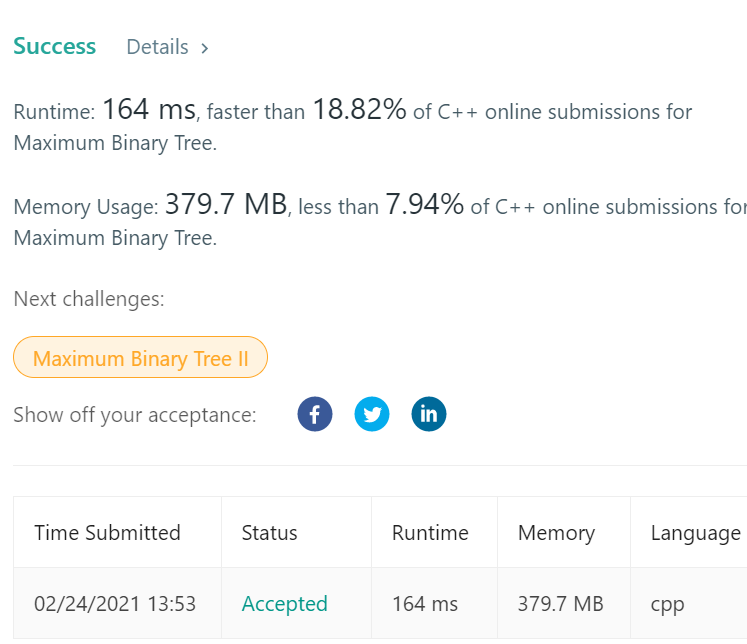 Success Details >
Runtime: 164 ms, faster than 18.82% of C++ online submissions for
Maximum Binary Tree.
Memory Usage: 379.7 MB, less than 7.94% of C++ online submissions for
Maximum Binary Tree.
Next challenges:
Maximum Binary Tree II
Show off your acceptance:
Time Submitted Status Runtime Memory Language
02/24/2021 13:53 Accepted 164 ms 379.7 MB cpp